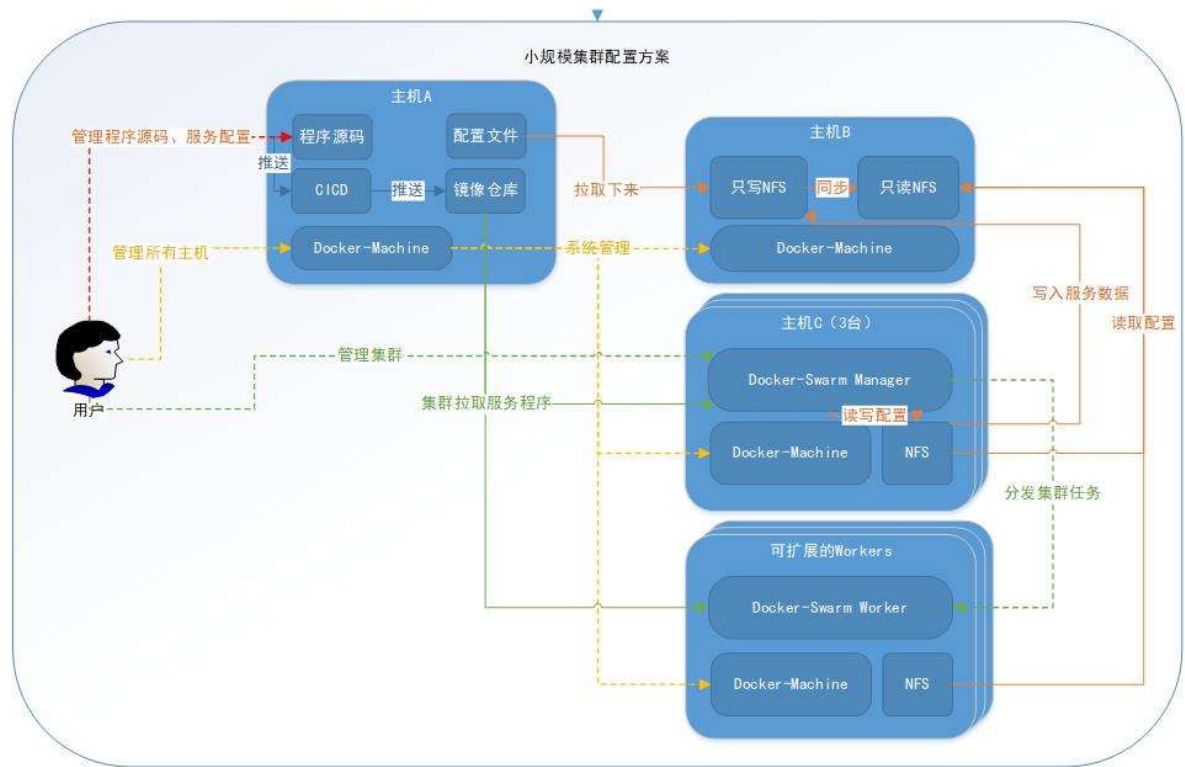 小规模集群配置方案
主机A
管理程序源码、服务配置
程序源码
配置文件
推送
CICD
推送
镜像仓库
拉取下来
主机B
只写NFS
同步
只读NFS
管理所有主机
Docker-Machine
系统管理
Docker-Machine
写入服务数据
读取配置
主机C（3台）
管理集群
Docker-Swarm Manager
用户
集群拉取服务程序
读写配置
Docker-Machine
NFS
分发集群任务
可扩展的Workers
Docker-Swarm Worker
Docker-Machine
NFS